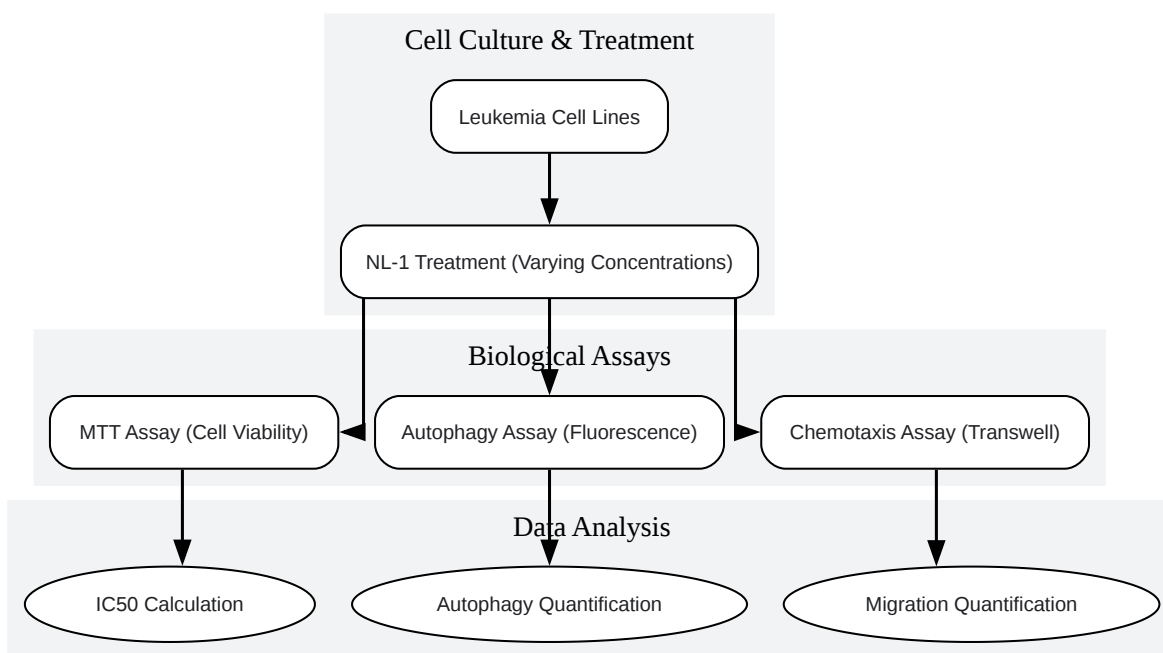 Cell Culture & Treatment
Leukemia Cell Lines
NL-1 Treatment (Varying Concentrations)
Biological Assays
MTT Assay (Cell Viability)
Autophagy Assay (Fluorescence)
Chemotaxis Assay (Transwell)
Data Analysis
IC50 Calculation
Autophagy Quantification
Migration Quantification